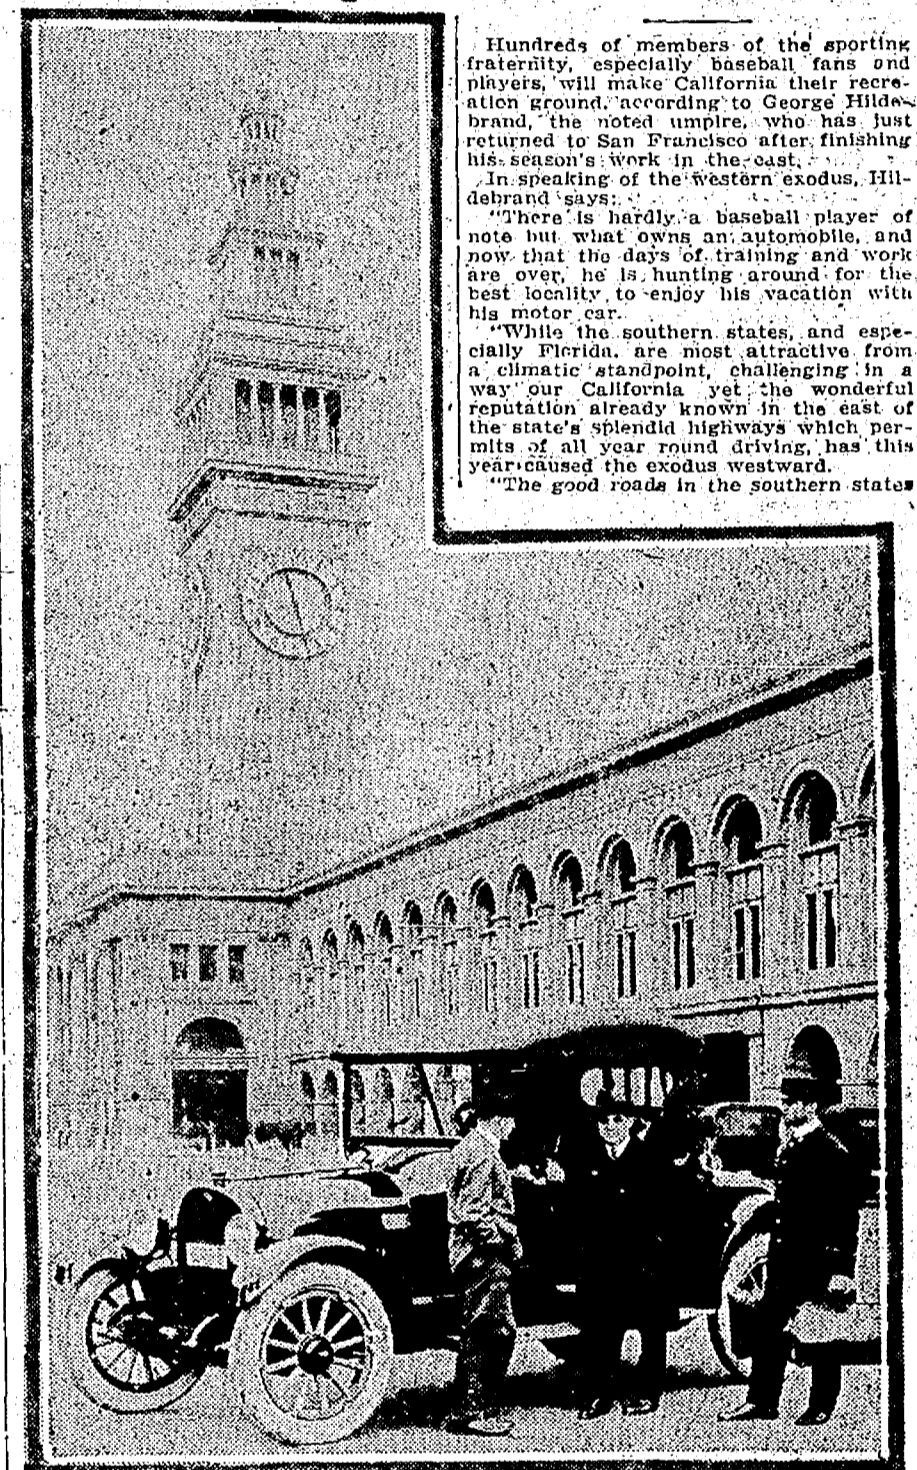 Hundreds of members of the sporting
fraternity, especially baseball fans and
players, will make California their recre-
ation ground, according to George Hilde-
brand, the noted umpire, who has just
returned to San Francisco after finishing
his season's work in the east.
In speaking of the western exodus, Hil-
debrand says:
"There is hardly a baseball player of
note but what owns an automobile, and
now that the days of training and work
are over, he is hunting around for the
best locality to enjoy his vacation with
his motor car.
"While the southern states, and espe-
cially Florida, are most attractive from
a climatic standpoint, challenging in a
way our California yet the wonderful
reputation already known in the east of
the state's splendid highways which per-
mits of all year round driving, has this
year caused the exodus westward.
"The good roads in the southern states